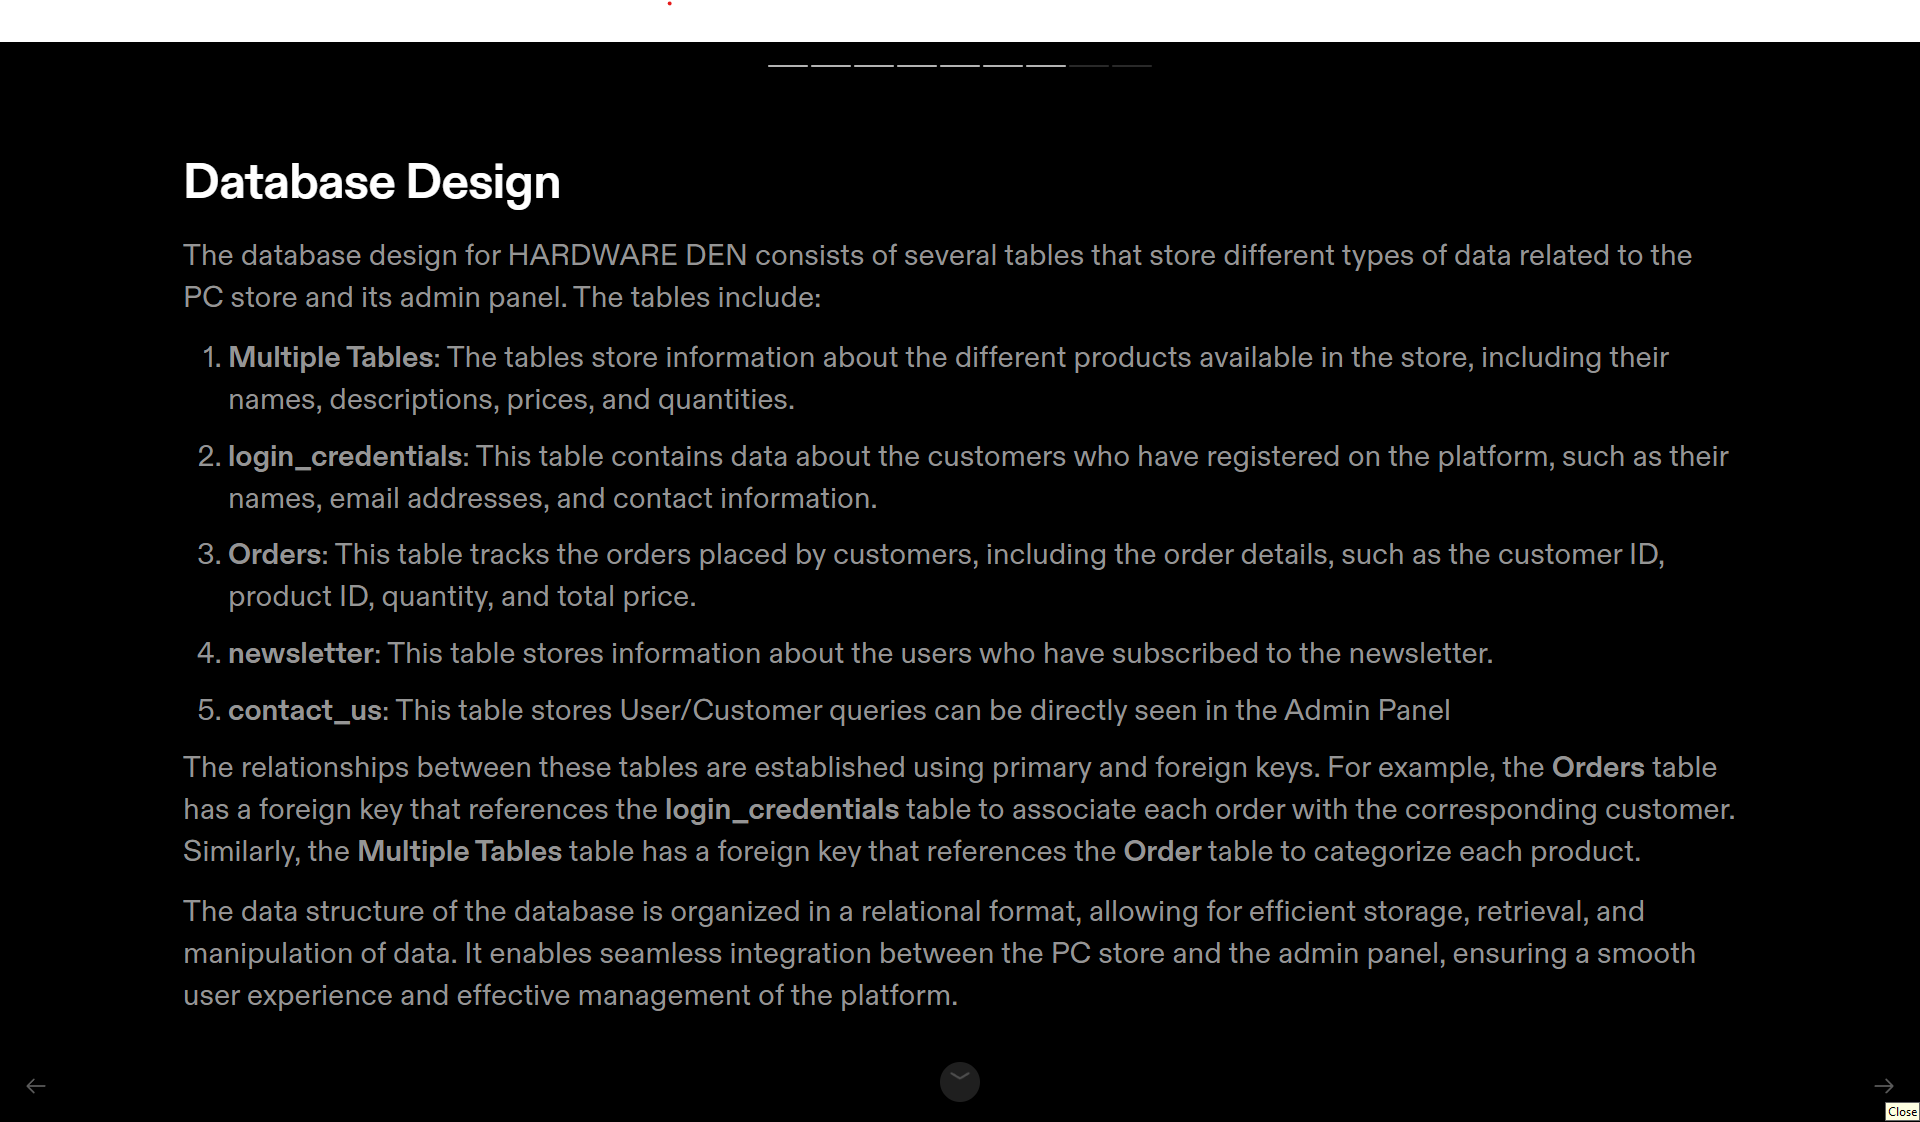 Database Design
The database design for HARDWARE DEN consists of several tables that store different types of data related to the
PC store and its admin panel. The tables include:
1. Multiple Tables: The tables store information about the different products available in the store, including their
names, descriptions, prices, and quantities.
2. login_credentials: This table contains data about the customers who have registered on the platform, such as their
names, email addresses, and contact information.
3. Orders: This table tracks the orders placed by customers, including the order details, such as the customer ID,
product ID, quantity, and total price.
4. newsletter: This table stores information about the users who have subscribed to the newsletter.
5. contact_us: This table stores User/Customer queries can be directly seen in the Admin Panel
The relationships between these tables are established using primary and foreign keys. For example, the Orders table
has a foreign key that references the login_credentials table to associate each order with the corresponding customer.
Similarly, the Multiple Tables table has a foreign key that references the Order table to categorize each product.
The data structure of the database is organized in a relational format, allowing for efficient storage, retrieval, and
manipulation of data. It enables seamless integration between the PC store and the admin panel, ensuring a smooth
user experience and effective management of the platform.
Close